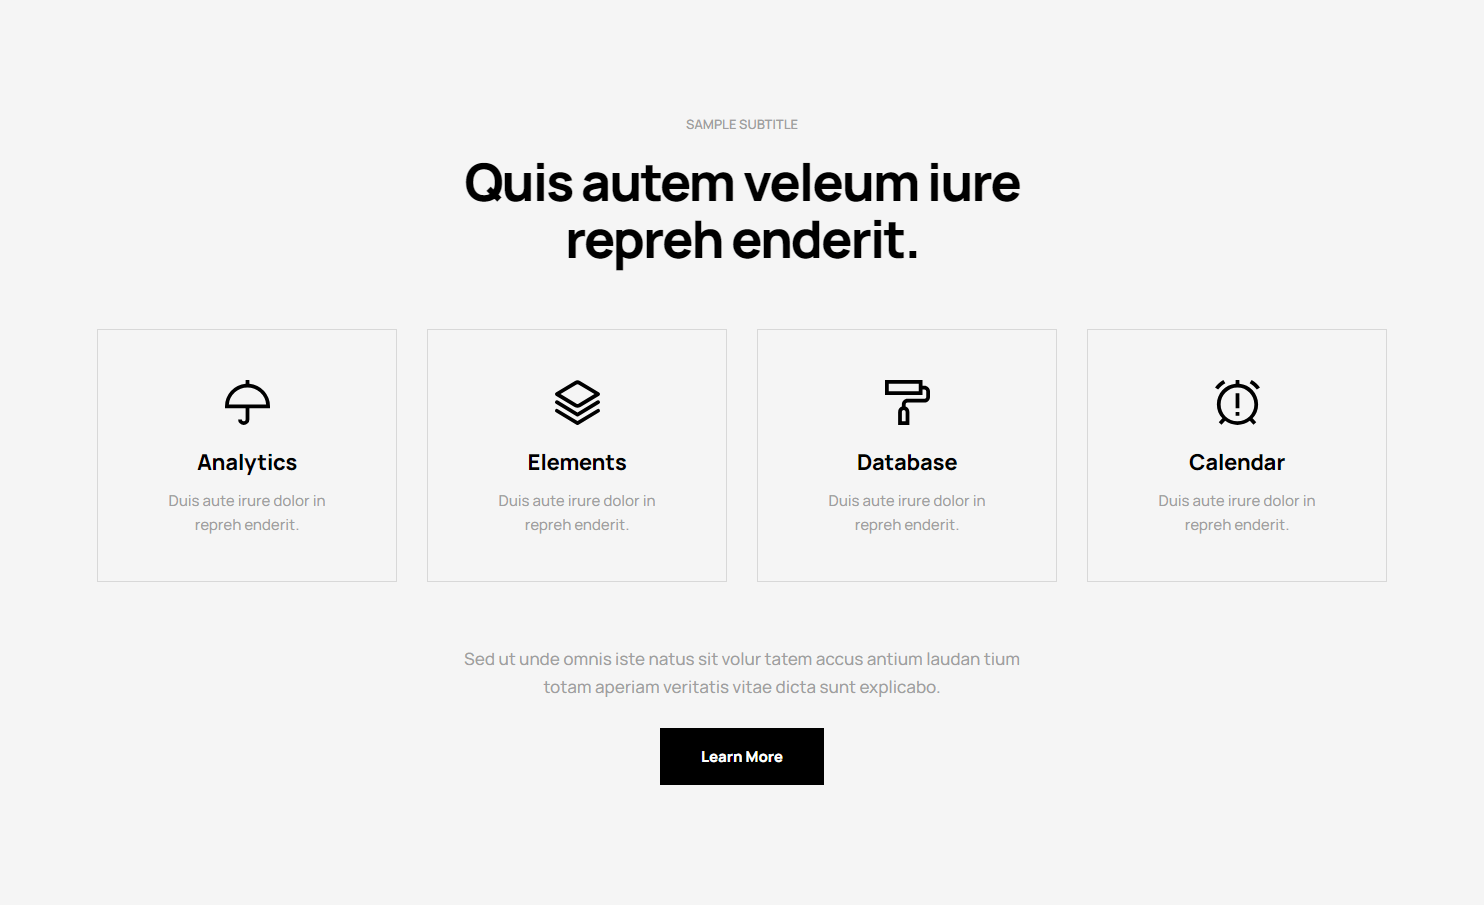 SAMPLE SUBTITLE
Quis autem veleum iure
repreh enderit.
Analytics
Duis aute irure dolor in
repreh enderit.
Elements
Duis aute irure dolor in
repreh enderit.
Database
Duis aute irure dolor in
repreh enderit.
Calendar
Duis aute irure dolor in
repreh enderit.
Sed ut unde omnis iste natus sit volur tatem accus antium laudan tium
totam aperiam veritatis vitae dicta sunt explicabo.
Learn More